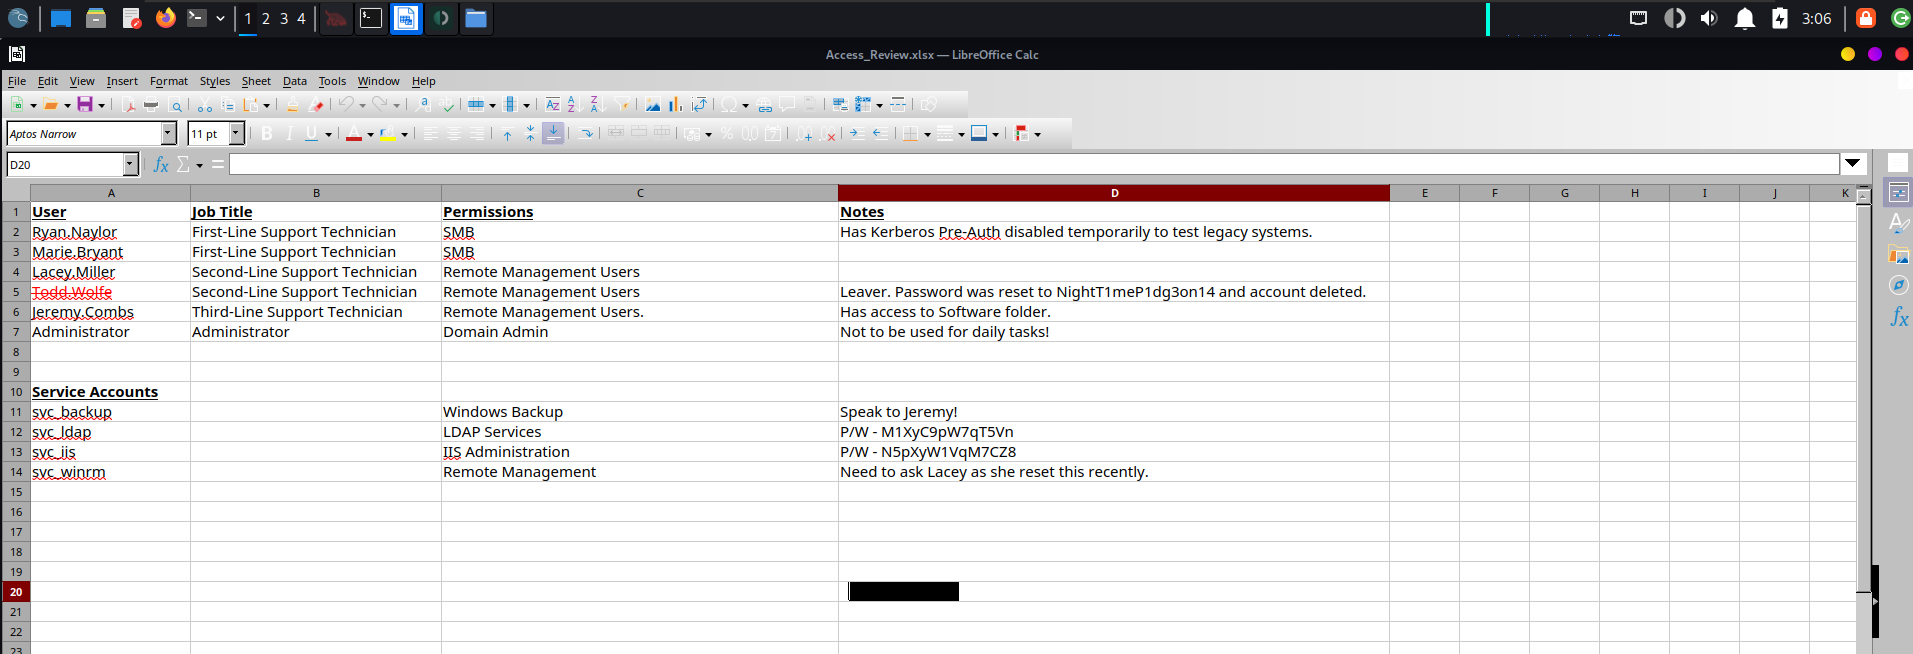 1 2 3 4
3:06
Access_Review.xlsx — LibreOffice Calc
File Edit View Insert Format Styles Sheet Data Tools Window Help
Aptos Narrow 11 pt
D20
A B C D E F G H I J K
1 User Job Title Permissions Notes
2 Ryan.Naylor First-Line Support Technician SMB Has Kerberos Pre-Auth disabled temporarily to test legacy systems.
3 Marie.Bryant First-Line Support Technician SMB
4 Lacey.Miller Second-Line Support Technician Remote Management Users
5 Todd.Wolfe Second-Line Support Technician Remote Management Users Leaver. Password was reset to NightT1meP1dg3on14 and account deleted.
6 Jeremy.Combs Third-Line Support Technician Remote Management Users. Has access to Software folder.
7 Administrator Administrator Domain Admin Not to be used for daily tasks!
8
9
10 Service Accounts
11 svc_backup Windows Backup Speak to Jeremy!
12 svc_ldap LDAP Services P/W - M1XyC9pW7qT5Vn
13 svc_iis IIS Administration P/W - N5pXyW1VqM7CZ8
14 svc_winrm Remote Management Need to ask Lacey as she reset this recently.
15
16
17
18
19
20
21
22
23